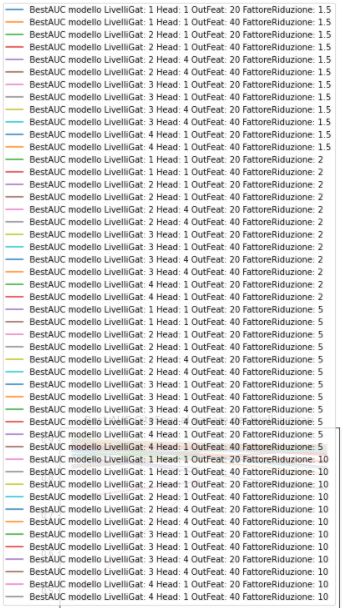 BestAUC modello LivelliGat: 1 Head: 1 OutFeat: 20 FattoreRiduzione: 1.5
BestAUC modello LivelliGat: 1 Head: 1 OutFeat: 40 FattoreRiduzione: 1.5
BestAUC modello LivelliGat: 2 Head: 1 OutFeat: 20 FattoreRiduzione: 1.5
BestAUC modello LivelliGat: 2 Head: 1 OutFeat: 40 FattoreRiduzione: 1.5
BestAUC modello LivelliGat: 2 Head: 4 OutFeat: 20 FattoreRiduzione: 1.5
BestAUC modello LivelliGat: 2 Head: 4 OutFeat: 40 FattoreRiduzione: 1.5
BestAUC modello LivelliGat: 3 Head: 1 OutFeat: 20 FattoreRiduzione: 1.5
BestAUC modello LivelliGat: 3 Head: 1 OutFeat: 40 FattoreRiduzione: 1.5
BestAUC modello LivelliGat: 3 Head: 4 OutFeat: 20 FattoreRiduzione: 1.5
BestAUC modello LivelliGat: 3 Head: 4 OutFeat: 40 FattoreRiduzione: 1.5
BestAUC modello LivelliGat: 4 Head: 1 OutFeat: 20 FattoreRiduzione: 1.5
BestAUC modello LivelliGat: 4 Head: 1 OutFeat: 40 FattoreRiduzione: 1.5
BestAUC modello LivelliGat: 1 Head: 1 OutFeat: 20 FattoreRiduzione: 2
BestAUC modello LivelliGat: 1 Head: 1 OutFeat: 40 FattoreRiduzione: 2
BestAUC modello LivelliGat: 2 Head: 1 OutFeat: 20 FattoreRiduzione: 2
BestAUC modello LivelliGat: 2 Head: 1 OutFeat: 40 FattoreRiduzione: 2
BestAUC modello LivelliGat: 2 Head: 4 OutFeat: 20 FattoreRiduzione: 2
BestAUC modello LivelliGat: 2 Head: 4 OutFeat: 40 FattoreRiduzione: 2
BestAUC modello LivelliGat: 3 Head: 1 OutFeat: 20 FattoreRiduzione: 2
BestAUC modello LivelliGat: 3 Head: 1 OutFeat: 40 FattoreRiduzione: 2
BestAUC modello LivelliGat: 3 Head: 4 OutFeat: 20 FattoreRiduzione: 2
BestAUC modello LivelliGat: 3 Head: 4 OutFeat: 40 FattoreRiduzione: 2
BestAUC modello LivelliGat: 4 Head: 1 OutFeat: 20 FattoreRiduzione: 2
BestAUC modello LivelliGat: 4 Head: 1 OutFeat: 40 FattoreRiduzione: 2
BestAUC modello LivelliGat: 1 Head: 1 OutFeat: 20 FattoreRiduzione: 5
BestAUC modello LivelliGat: 1 Head: 1 OutFeat: 40 FattoreRiduzione: 5
BestAUC modello LivelliGat: 2 Head: 1 OutFeat: 20 FattoreRiduzione: 5
BestAUC modello LivelliGat: 2 Head: 1 OutFeat: 40 FattoreRiduzione: 5
BestAUC modello LivelliGat: 2 Head: 4 OutFeat: 20 FattoreRiduzione: 5
BestAUC modello LivelliGat: 2 Head: 4 OutFeat: 40 FattoreRiduzione: 5
BestAUC modello LivelliGat: 3 Head: 1 OutFeat: 20 FattoreRiduzione: 5
BestAUC modello LivelliGat: 3 Head: 1 OutFeat: 40 FattoreRiduzione: 5
BestAUC modello LivelliGat: 3 Head: 4 OutFeat: 20 FattoreRiduzione: 5
BestAUC modello LivelliGat: 3 Head: 4 OutFeat: 40 FattoreRiduzione: 5
BestAUC modello LivelliGat: 4 Head: 1 OutFeat: 20 FattoreRiduzione: 5
BestAUC modello LivelliGat: 4 Head: 1 OutFeat: 40 FattoreRiduzione: 5
BestAUC modello LivelliGat: 1 Head: 1 OutFeat: 20 FattoreRiduzione: 10
BestAUC modello LivelliGat: 1 Head: 1 OutFeat: 40 FattoreRiduzione: 10
BestAUC modello LivelliGat: 2 Head: 1 OutFeat: 20 FattoreRiduzione: 10
BestAUC modello LivelliGat: 2 Head: 1 OutFeat: 40 FattoreRiduzione: 10
BestAUC modello LivelliGat: 2 Head: 4 OutFeat: 20 FattoreRiduzione: 10
BestAUC modello LivelliGat: 2 Head: 4 OutFeat: 40 FattoreRiduzione: 10
BestAUC modello LivelliGat: 3 Head: 1 OutFeat: 20 FattoreRiduzione: 10
BestAUC modello LivelliGat: 3 Head: 1 OutFeat: 40 FattoreRiduzione: 10
BestAUC modello LivelliGat: 3 Head: 4 OutFeat: 20 FattoreRiduzione: 10
BestAUC modello LivelliGat: 3 Head: 4 OutFeat: 40 FattoreRiduzione: 10
BestAUC modello LivelliGat: 4 Head: 1 OutFeat: 20 FattoreRiduzione: 10
BestAUC modello LivelliGat: 4 Head: 1 OutFeat: 40 FattoreRiduzione: 10